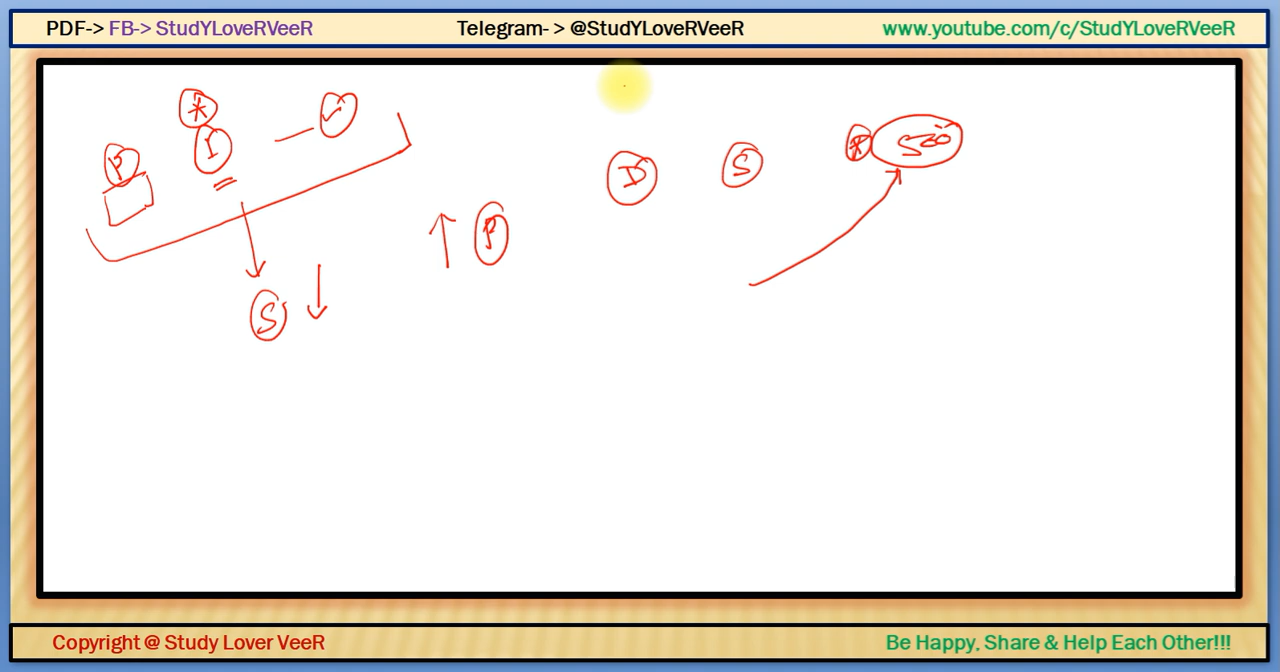 PDF-> FB-> StudYLoveRVeeR Telegram- > @StudYLoveRVeeR www.youtube.com/c/StudYLoveRVeeR
P I
D S
P
S
Copyright @ Study Lover VeeR Be Happy, Share & Help Each Other!!!